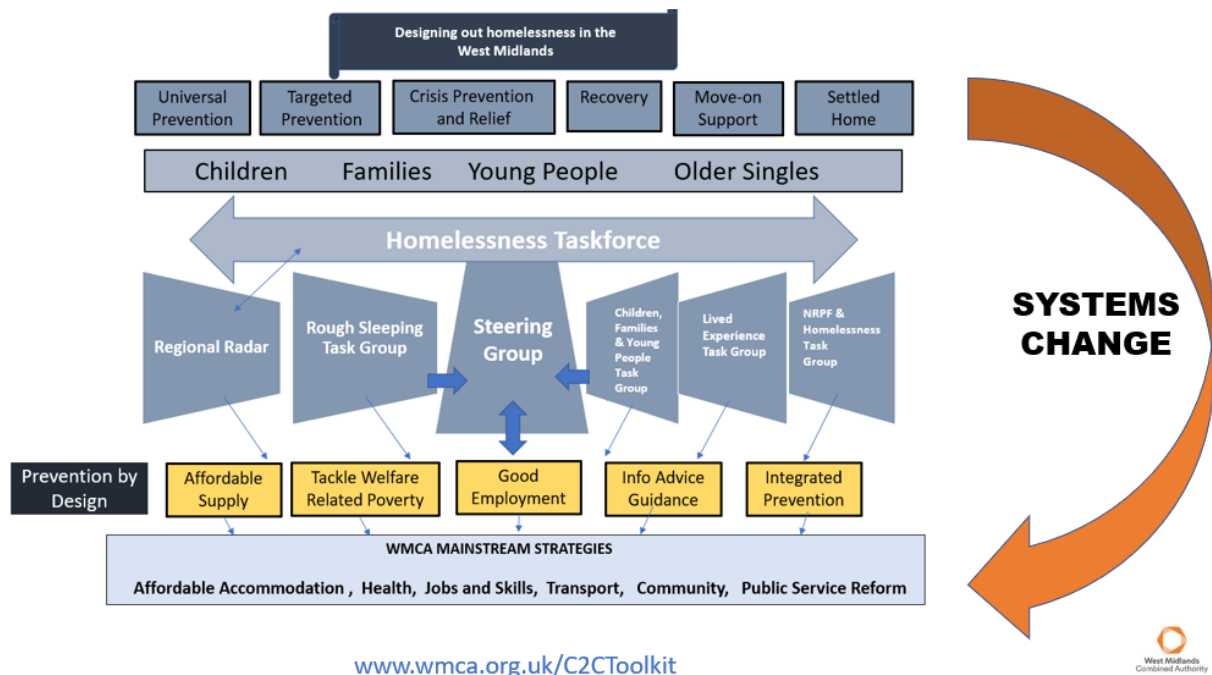 Designing out homelessness in the
West Midlands
Universal
Prevention
Targeted
Prevention
Crisis Prevention
and Relief
Recovery
Move-on
Support
Settled
Home
Children Families Young People Older Singles
Homelessness Taskforce
Regional Radar
Rough Sleeping
Task Group
Steering
Group
Children,
Families
& Young
People
Task
Group
Lived
Experience
Task Group
NRPF &
Homelessness
Task
Group
SYSTEMS
CHANGE
Prevention by
Design
Affordable
Supply
Tackle Welfare
Related Poverty
Good
Employment
Info Advice
Guidance
Integrated
Prevention
WMCA MAINSTREAM STRATEGIES
Affordable Accommodation , Health, Jobs and Skills, Transport, Community, Public Service Reform
www.wmca.org.uk/C2CToolkit
West Midlands
Combined Authority